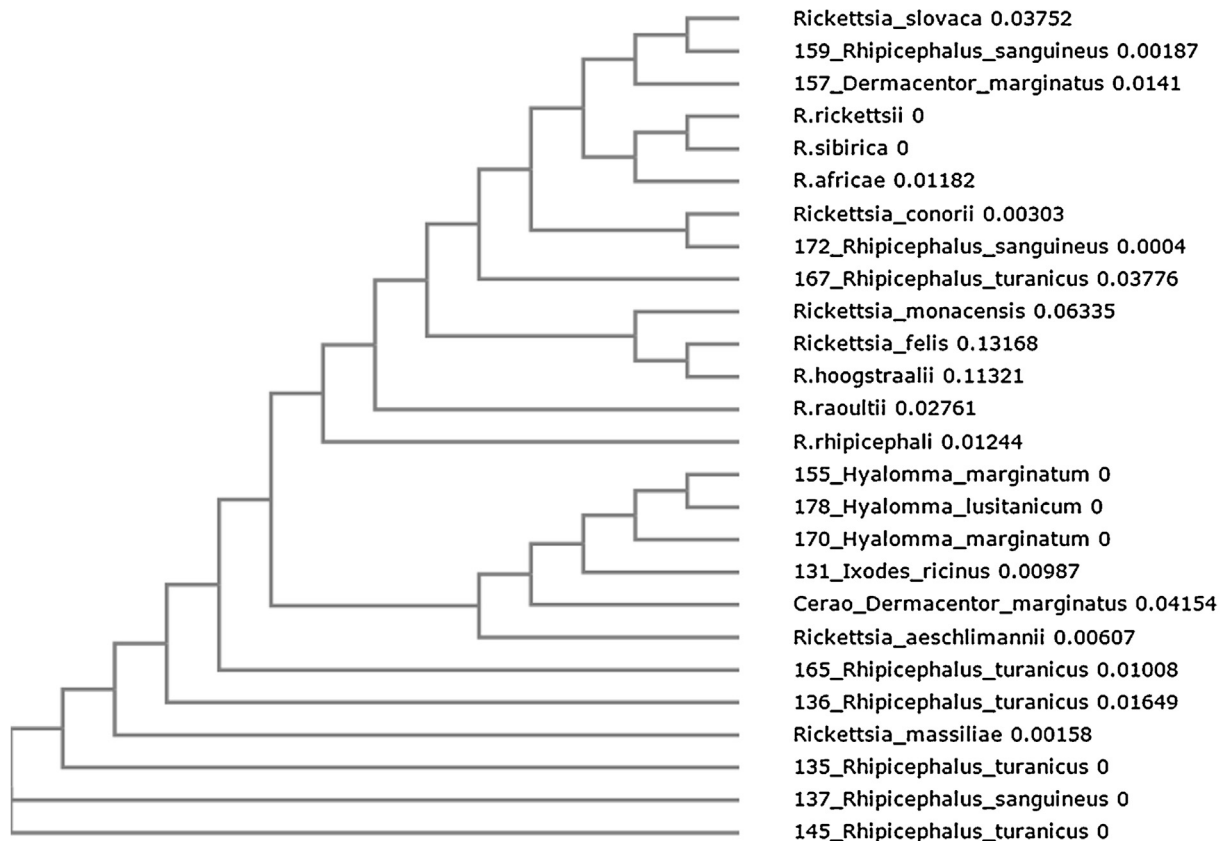 Rickettsia_slovaca 0.03752
159_Rhipicephalus_sanguineus 0.00187
157_Dermacentor_marginatus 0.0141
R.rickettsii 0
R.sibirica 0
R.africae 0.01182
Rickettsia_conorii 0.00303
172_Rhipicephalus_sanguineus 0.0004
167_Rhipicephalus_turanicus 0.03776
Rickettsia_monacensis 0.06335
Rickettsia_felis 0.13168
R.hoogstraalii 0.11321
R.raoultii 0.02761
R.rhipicephali 0.01244
155_Hyalomma_marginatum 0
178_Hyalomma_lusitanicum 0
170_Hyalomma_marginatum 0
131_Ixodes_ricinus 0.00987
Cerao_Dermacentor_marginatus 0.04154
Rickettsia_aeschlimannii 0.00607
165_Rhipicephalus_turanicus 0.01008
136_Rhipicephalus_turanicus 0.01649
Rickettsia_massiliae 0.00158
135_Rhipicephalus_turanicus 0
137_Rhipicephalus_sanguineus 0
145_Rhipicephalus_turanicus 0